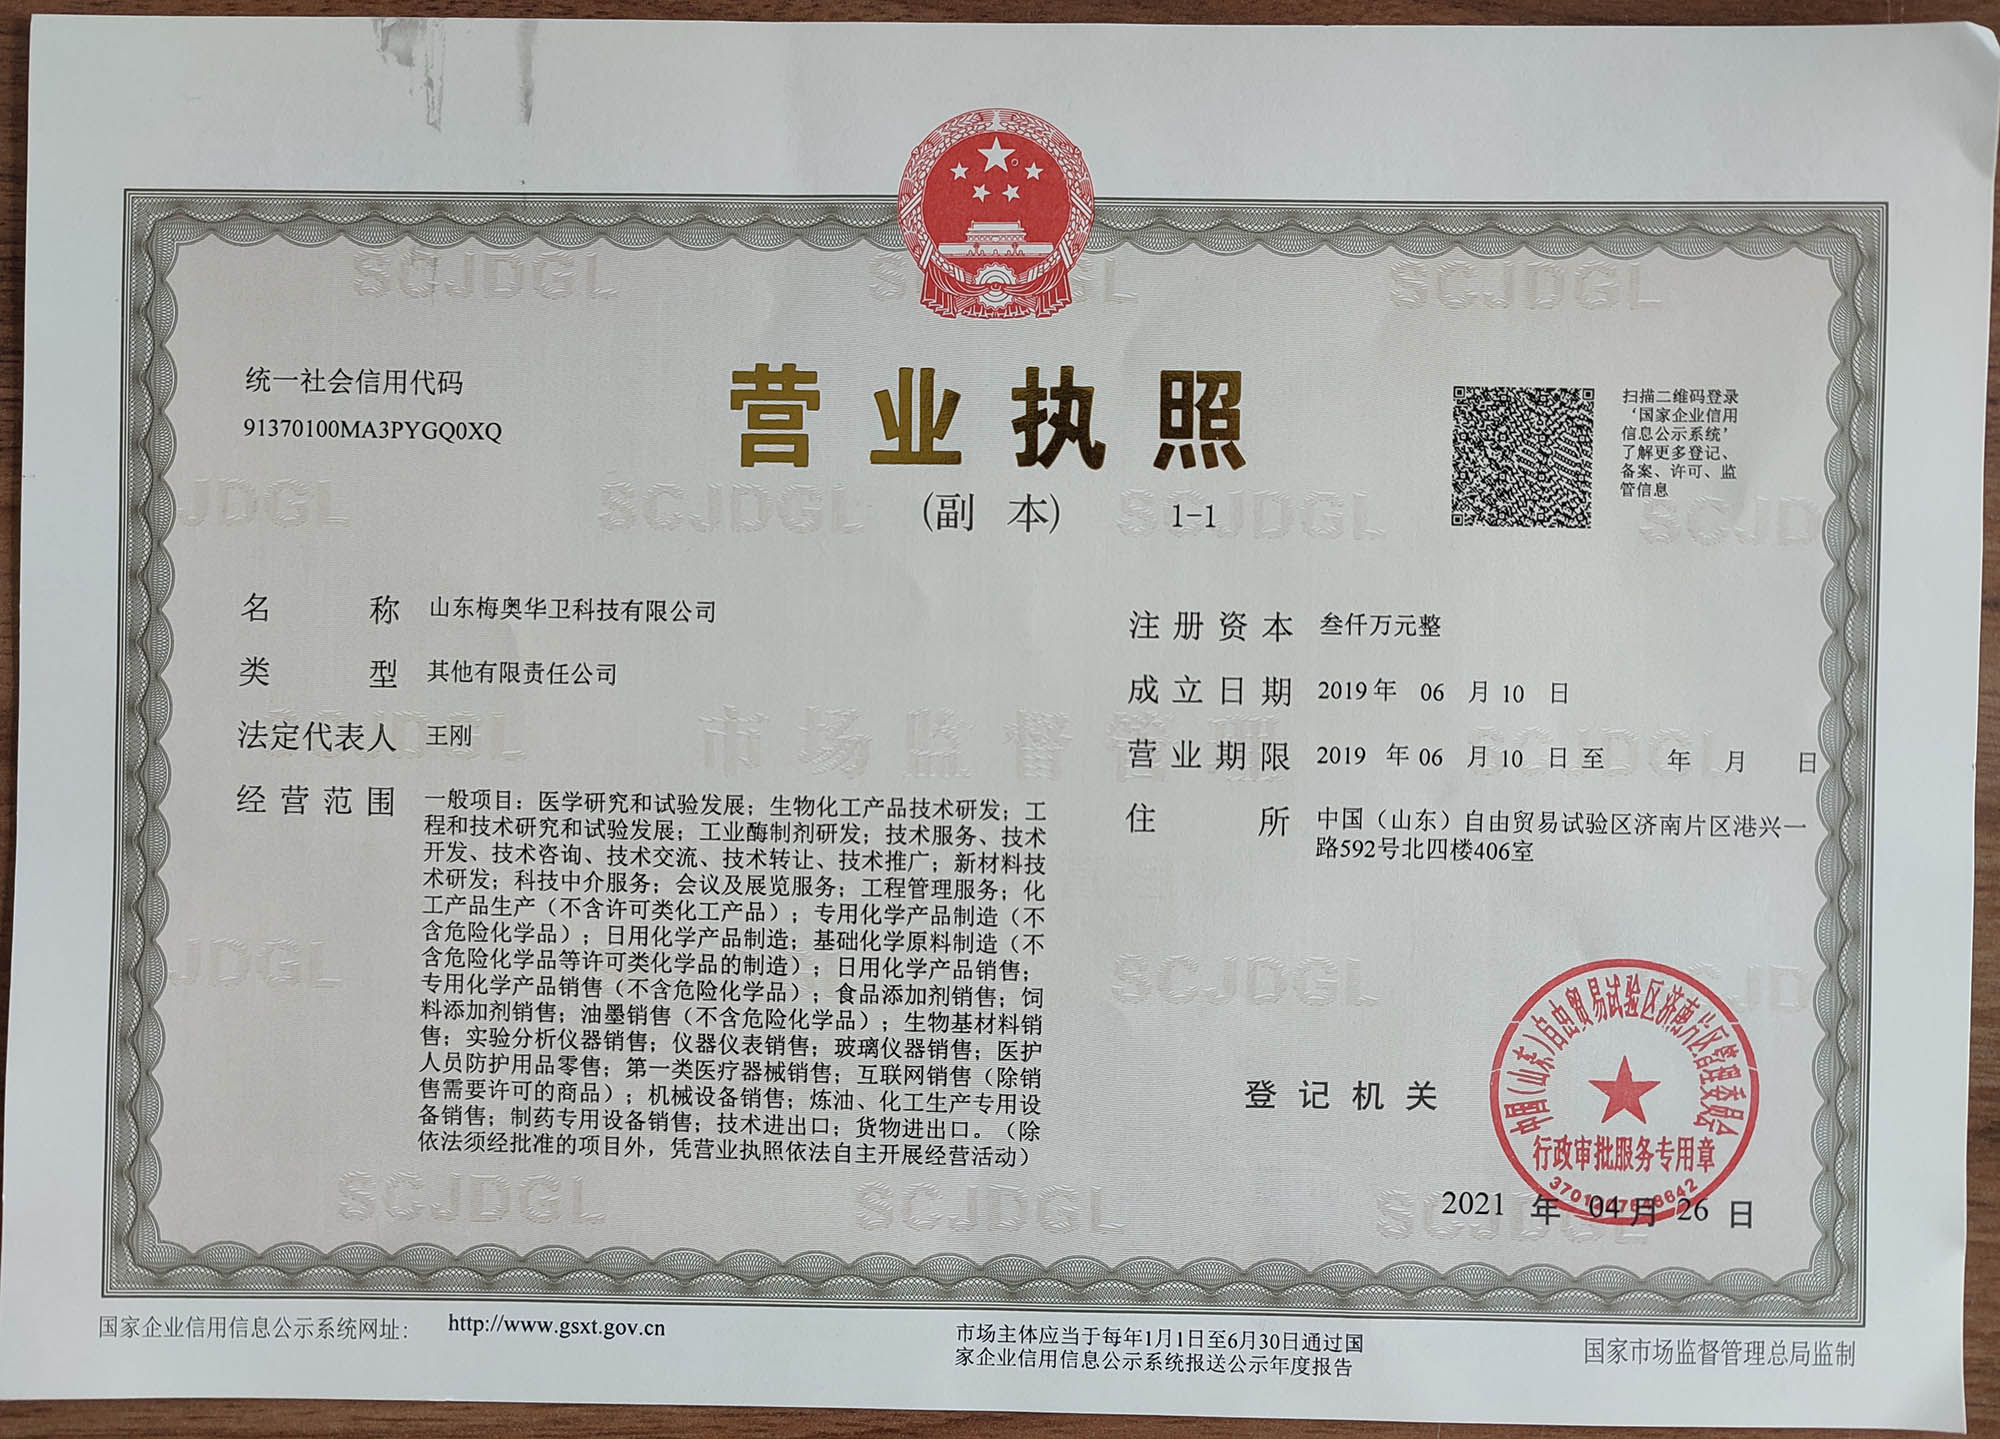 营业执照
(副 本) 1-1
统一社会信用代码
91370100MA3PYGQ0XQ
扫描二维码登录
‘国家企业信用
信息公示系统’
了解更多登记、
备案、许可、监
管信息
名 称 山东梅奥华卫科技有限公司
类 型 其他有限责任公司
法定代表人 王刚
经营范围 一般项目：医学研究和试验发展；生物化工产品技术研发；工
程和技术研究和试验发展；工业酶制剂研发；技术服务、技术
开发、技术咨询、技术交流、技术转让、技术推广；新材料技
术研发；科技中介服务；会议及展览服务；工程管理服务；化
工产品生产（不含许可类化工产品）；专用化学产品制造（不
含危险化学品）；日用化学产品制造；基础化学原料制造（不
含危险化学品等许可类化学品的制造）；日用化学产品销售；
专用化学产品销售（不含危险化学品）；食品添加剂销售；饲
料添加剂销售；油墨销售（不含危险化学品）；生物基材料销
售；实验分析仪器销售；仪器仪表销售；玻璃仪器销售；医护
人员防护用品零售；第一类医疗器械销售；互联网销售（除销
售需要许可的商品）；机械设备销售；炼油、化工生产专用设
备销售；制药专用设备销售；技术进出口；货物进出口。（除
依法须经批准的项目外，凭营业执照依法自主开展经营活动）
注册资本 叁仟万元整
成立日期 2019 年 06 月 10 日
营业期限 2019 年 06 月 10 日 至 年 月 日
住 所 中国（山东）自由贸易试验区济南片区港兴一
路592号北四楼406室
登记机关
中国(山东)自由贸易试验区济南片区管理委员会
行政审批服务专用章
2021 年 04 月 26 日
国家企业信用信息公示系统网址： http://www.gsxt.gov.cn
市场主体应当于每年1月1日至6月30日通过国
家企业信用信息公示系统报送公示年度报告
国家市场监督管理总局监制